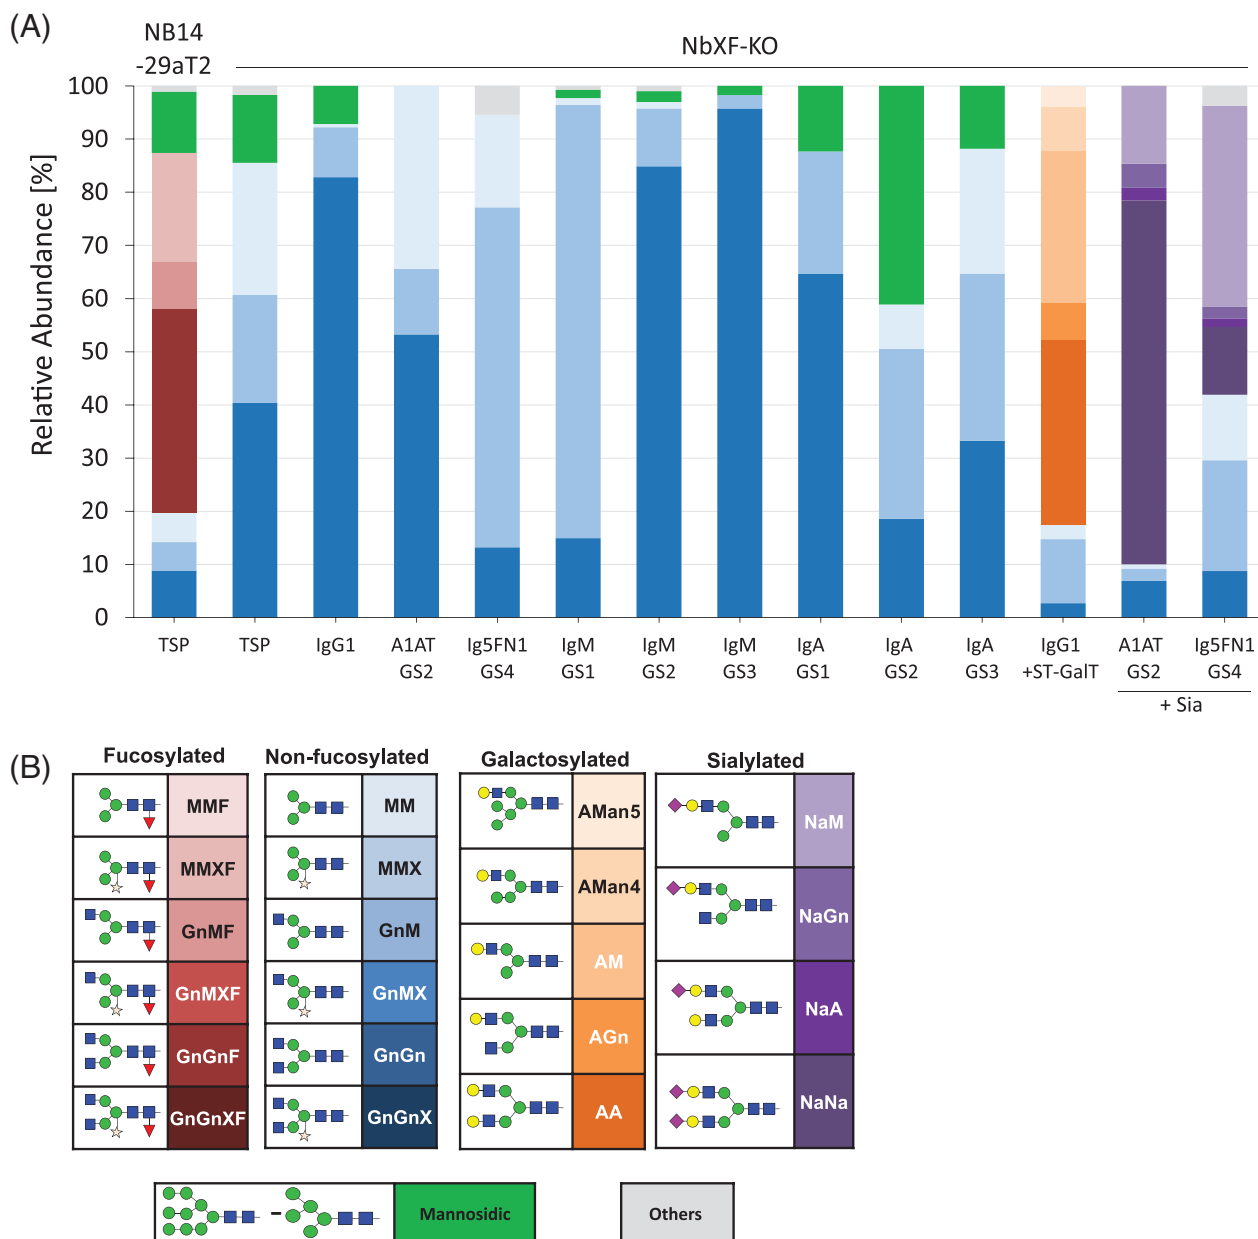 (A)
NB14
-29aT2
NbXF-KO
Relative Abundance [%]
100
90
80
70
60
50
40
30
20
10
0
TSP
TSP
IgG1
A1AT
GS2
Ig5FN1
GS4
IgM
GS1
IgM
GS2
IgM
GS3
IgA
GS1
IgA
GS2
IgA
GS3
IgG1
+ST-GalT
A1AT
GS2
Ig5FN1
GS4
+ Sia
(B)
Fucosylated
MMF
MMXF
GnMF
GnMXF
GnGnF
GnGnXF
Non-fucosylated
MM
MMX
GnM
GnMX
GnGn
GnGnX
Galactosylated
AMan5
AMan4
AM
AGn
AA
Sialylated
NaM
NaGn
NaA
NaNa
Mannosidic
Others